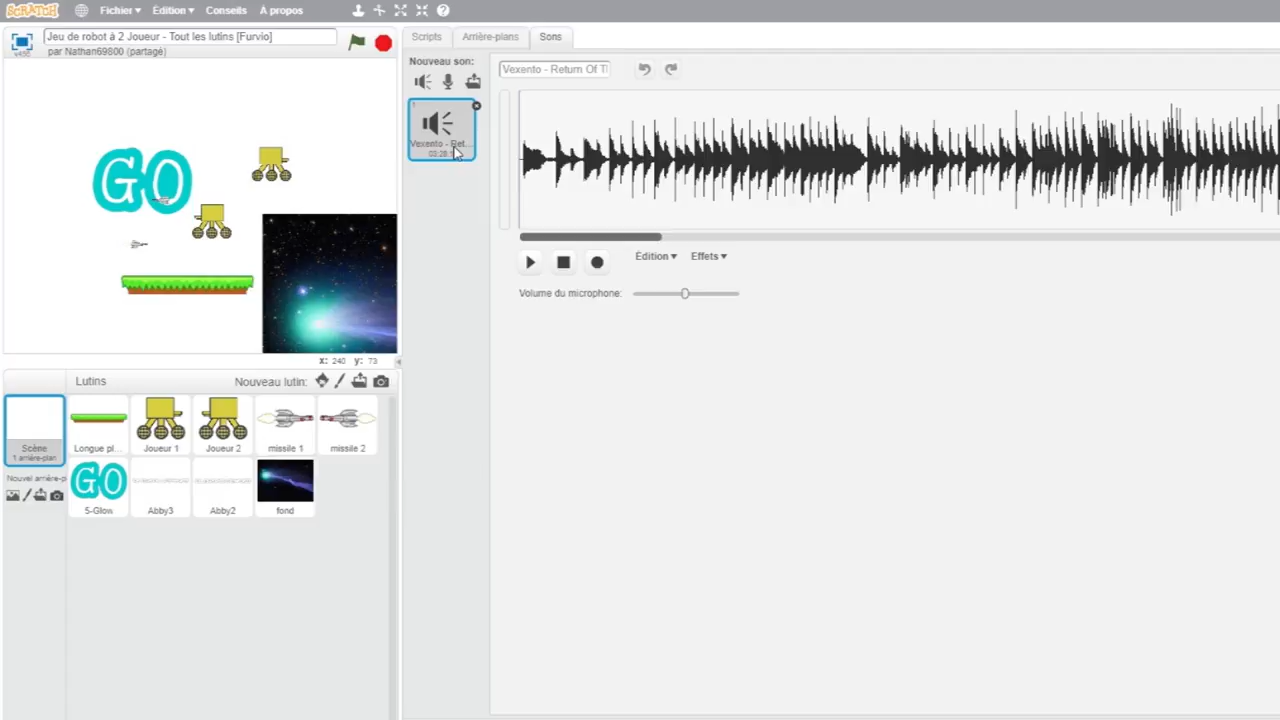 SCRATCH Fichier Édition Conseils À propos
Jeu de robot à 2 Joueur - Tout les lutins [Furvio]
par Nathan69800 (partagé)
Scripts Arrière-plans Sons
Nouveau son:
Vexento - Return Of T
1
Vexento - Ret...
GO
Édition Effets
Volume du microphone:
x: 240 y: 73
Lutins Nouveau lutin:
Scène
1 arrière-plan
Longue pl... Joueur 1 Joueur 2 missile 1 missile 2
Nouvel arrière-p
GO
5-Glow Abby3 Abby2 fond